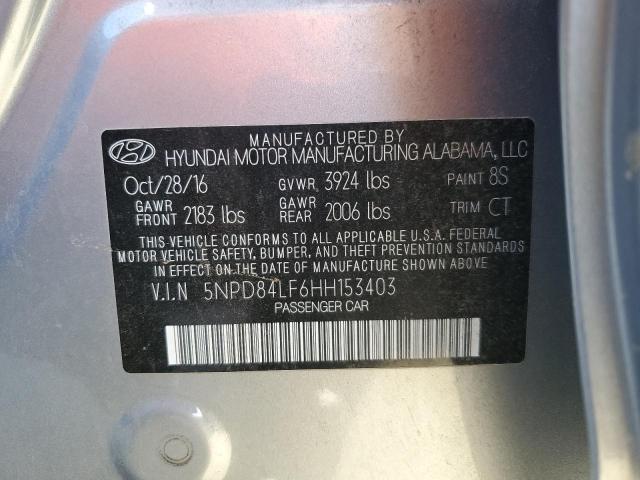 MANUFACTURED BY
HYUNDAI MOTOR MANUFACTURING ALABAMA, LLC
Oct/28/16 GVWR 3924 lbs PAINT 8S
GAWR FRONT 2183 lbs GAWR REAR 2006 lbs TRIM CT
THIS VEHICLE CONFORMS TO ALL APPLICABLE U.S.A. FEDERAL
MOTOR VEHICLE SAFETY, BUMPER, AND THEFT PREVENTION STANDARDS
IN EFFECT ON THE DATE OF MANUFACTURE SHOWN ABOVE.
V.I.N 5NPD84LF6HH153403
PASSENGER CAR